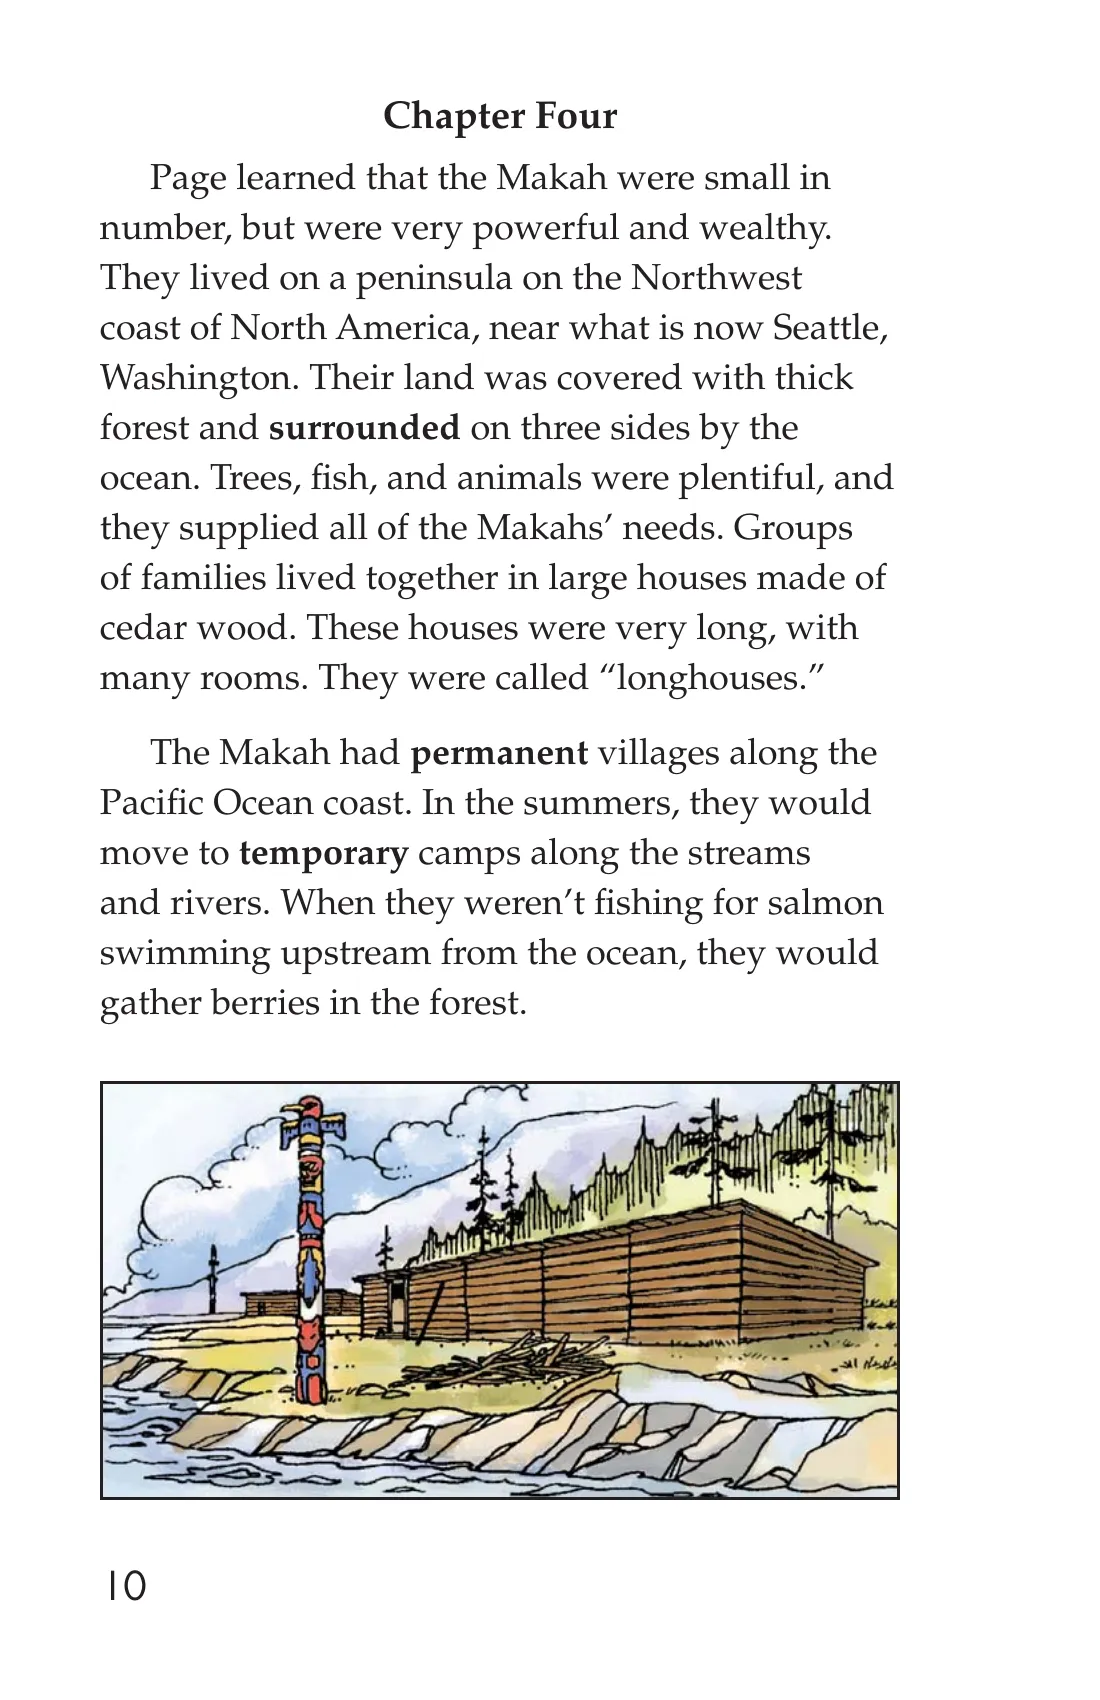 Chapter Four
Page learned that the Makah were small in
number, but were very powerful and wealthy.
They lived on a peninsula on the Northwest
coast of North America, near what is now Seattle,
Washington. Their land was covered with thick
forest and surrounded on three sides by the
ocean. Trees, fish, and animals were plentiful, and
they supplied all of the Makahs’ needs. Groups
of families lived together in large houses made of
cedar wood. These houses were very long, with
many rooms. They were called “longhouses.”
The Makah had permanent villages along the
Pacific Ocean coast. In the summers, they would
move to temporary camps along the streams
and rivers. When they weren’t fishing for salmon
swimming upstream from the ocean, they would
gather berries in the forest.
10